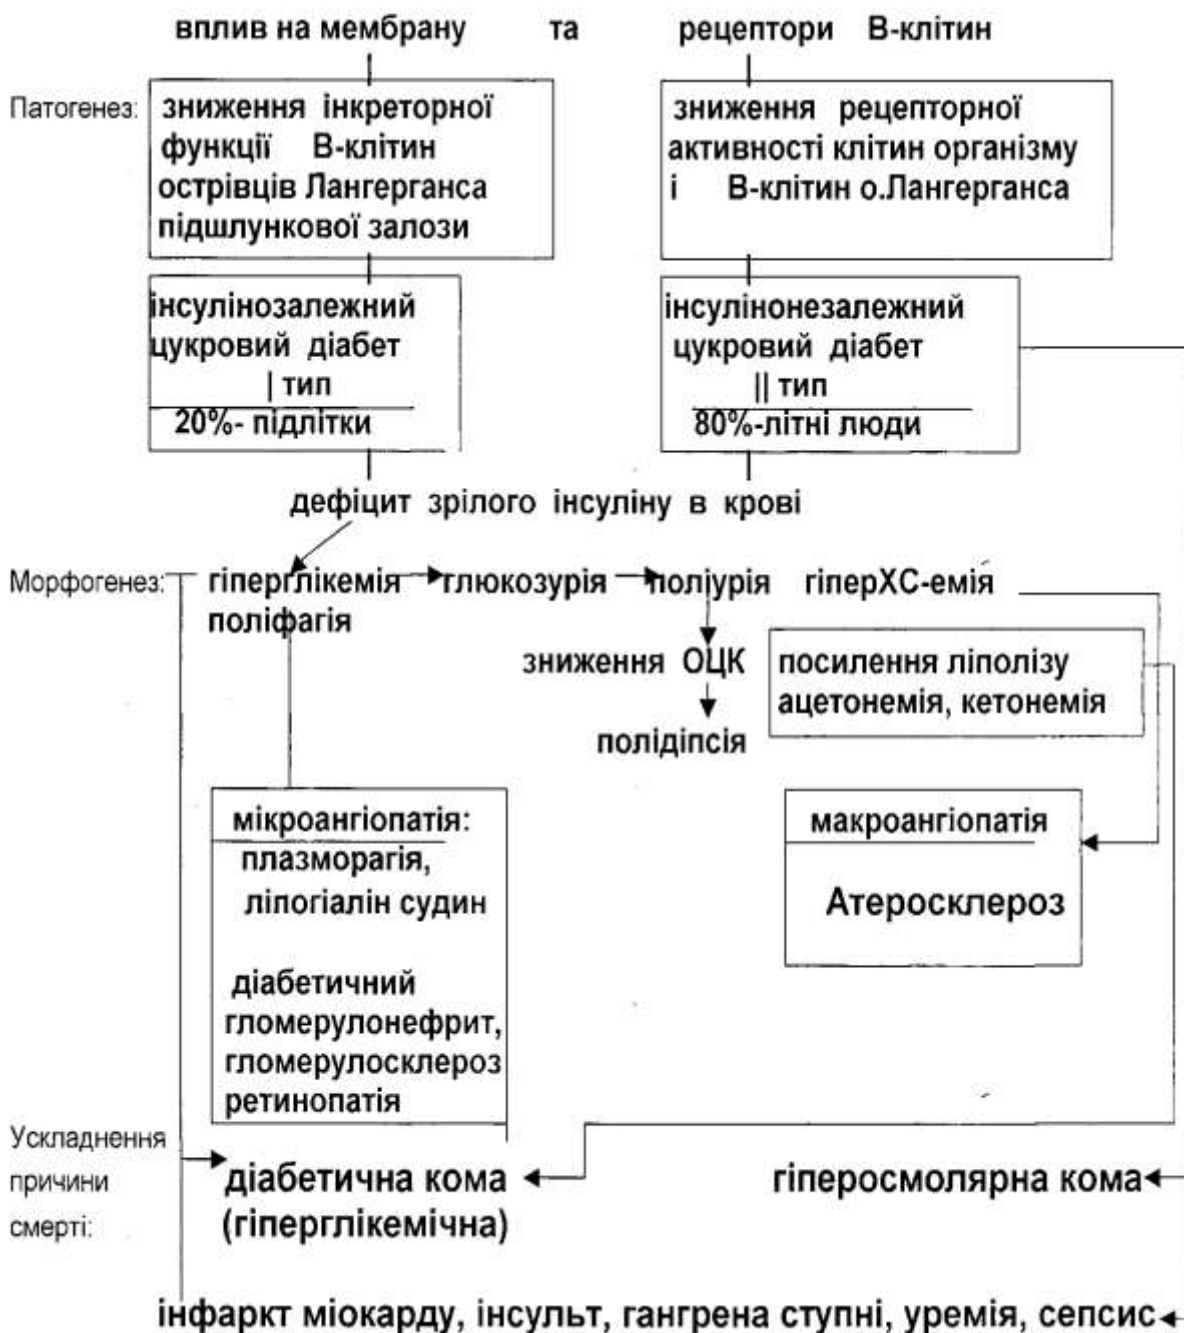 вплив на мембрану та рецептори В-клітин
Патогенез:
зниження інкреторної
функції В-клітин
острівців Лангерганса
підшлункової залози
зниження рецепторної
активності клітин організму
і В-клітин о.Лангерганса
інсулінозалежний
цукровий діабет
| тип
20%- підлітки
інсулінонезалежний
цукровий діабет
|| тип
80%-літні люди
дефіцит зрілого інсуліну в крові
Морфогенез:
гіперглікемія глюкозурія поліурія гіперХС-емія
поліфагія
зниження ОЦК
полідіпсія
посилення ліполізу
ацетонемія, кетонемія
мікроангіопатія:
плазморагія,
ліпогіалін судин
діабетичний
гломерулонефрит,
гломерулосклероз
ретинопатія
макроангіопатія
Атеросклероз
Ускладнення
причини
смерті:
діабетична кома
(гіперглікемічна)
гіперосмолярна кома
інфаркт міокарду, інсульт, гангрена ступні, уремія, сепсис